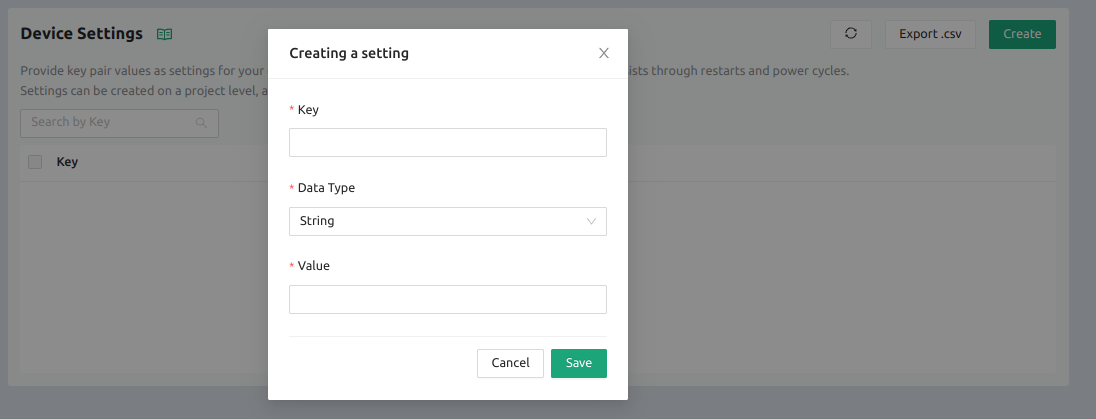 Device Settings
Export .csv
Create
Creating a setting
Provide key pair values as settings for your
ists through restarts and power cycles.
Settings can be created on a project level, a
* Key
Search by Key
Key
* Data Type
String
* Value
Cancel
Save